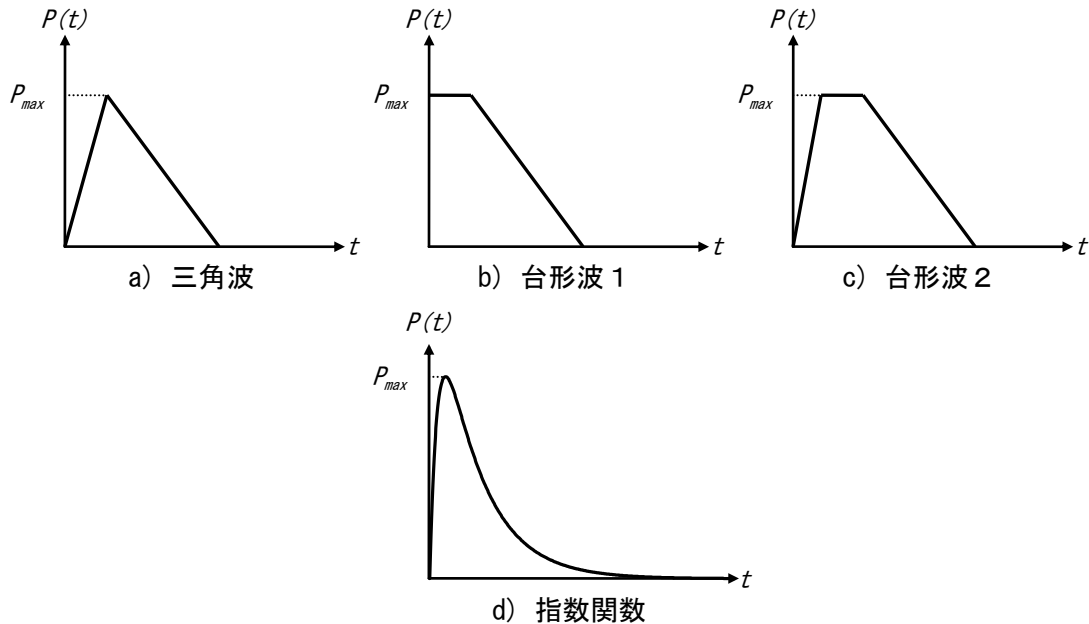 P(t) P(t) P(t)
Pmax Pmax Pmax
t t t
a) 三角波 b) 台形波1 c) 台形波2
P(t)
Pmax
t
d) 指数関数